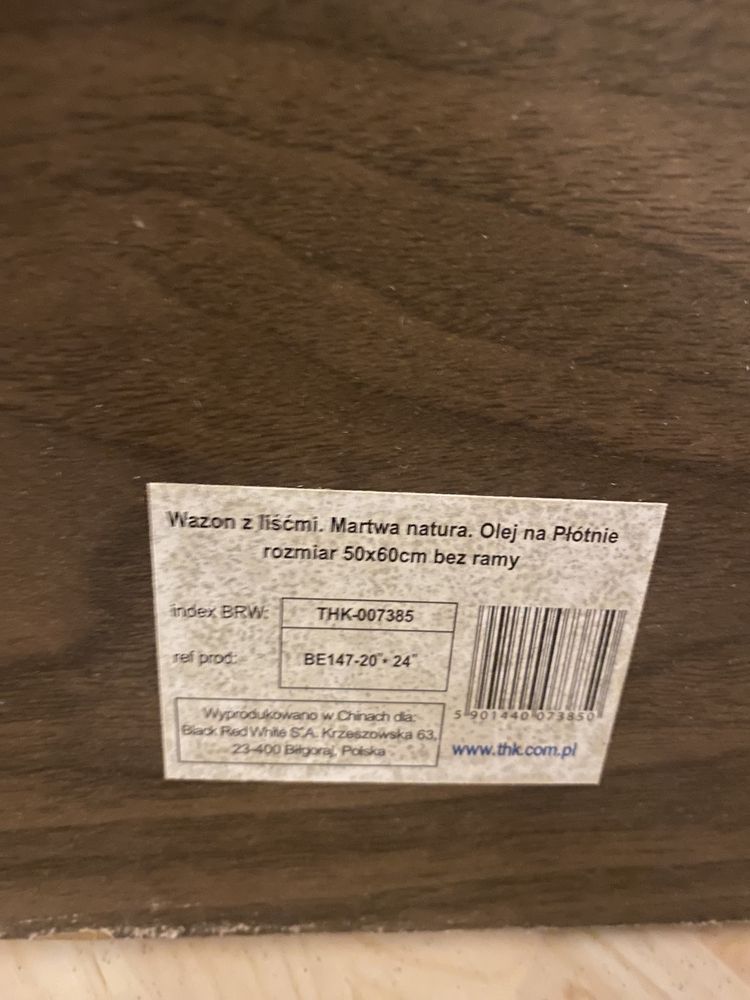 Wazon z liśćmi. Martwa natura. Olej na Płótnie
rozmiar 50x60cm bez ramy
index BRW: THK-007385
ref prod: BE147-20"* 24"
5 901440 073850
Wyprodukowano w Chinach dla:
Black Red White S.A. Krzeszowska 63,
23-400 Biłgoraj, Polska
www.thk.com.pl